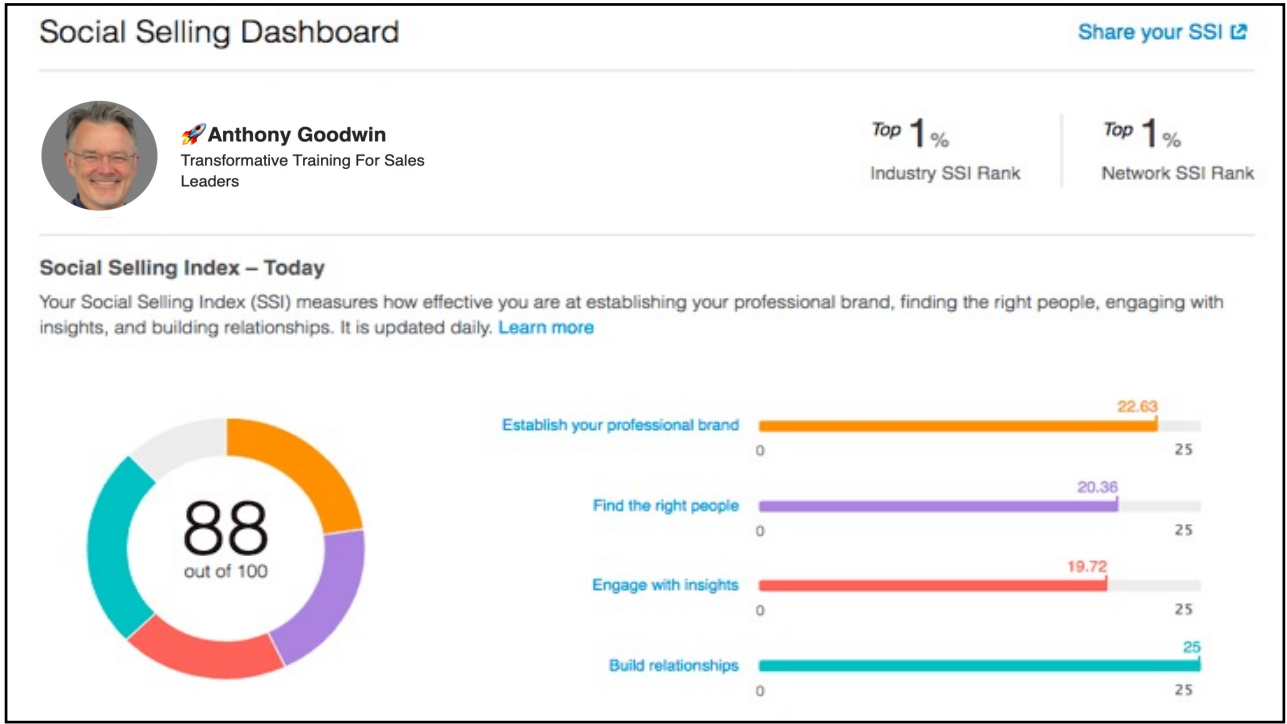 Social Selling Dashboard
Share your SSI
🚀Anthony Goodwin
Transformative Training For Sales
Leaders
Top 1%
Industry SSI Rank
Top 1%
Network SSI Rank
Social Selling Index – Today
Your Social Selling Index (SSI) measures how effective you are at establishing your professional brand, finding the right people, engaging with
insights, and building relationships. It is updated daily. Learn more
88
out of 100
Establish your professional brand
22.63
0
25
Find the right people
20.36
0
25
Engage with insights
19.72
0
25
Build relationships
25
0
25